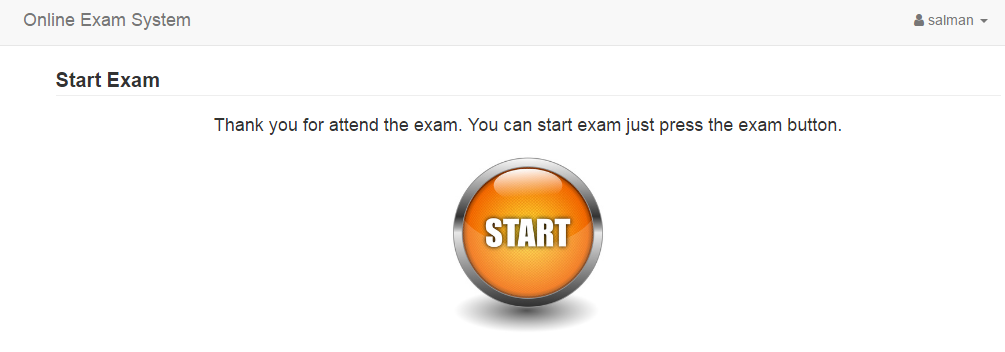 Online Exam System
salman
Start Exam
Thank you for attend the exam. You can start exam just press the exam button.
START